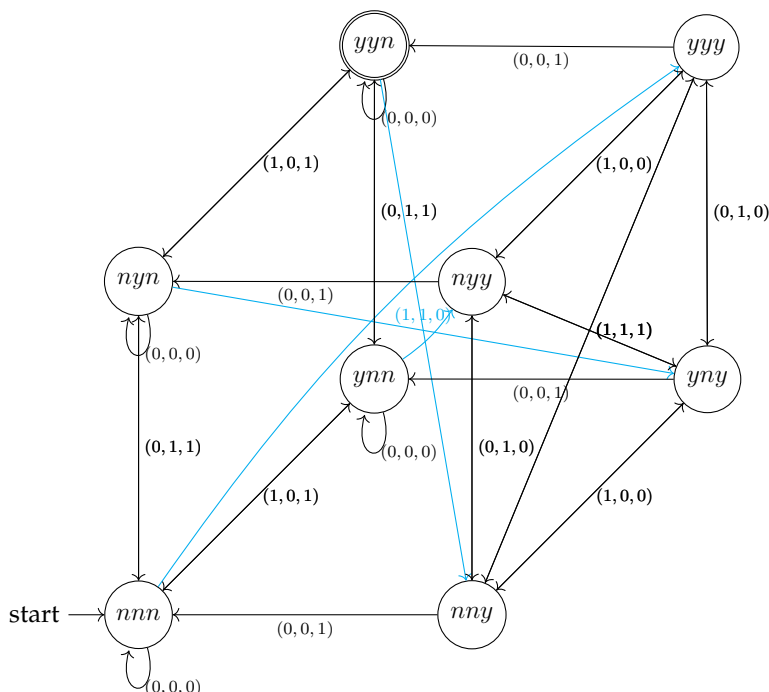 yyn
yyy
(0, 0, 1)
(0, 0, 0)
(1, 0, 1)
(1, 0, 0)
(0, 1, 1)
(0, 1, 0)
nyn
nyy
(0, 0, 1)
(1, 1, 0)
(1, 1, 1)
(0, 0, 0)
ynn
yny
(0, 0, 1)
(0, 1, 1)
(0, 1, 0)
(0, 0, 0)
(1, 0, 1)
(1, 0, 0)
start
nnn
nny
(0, 0, 1)
(0, 0, 0)